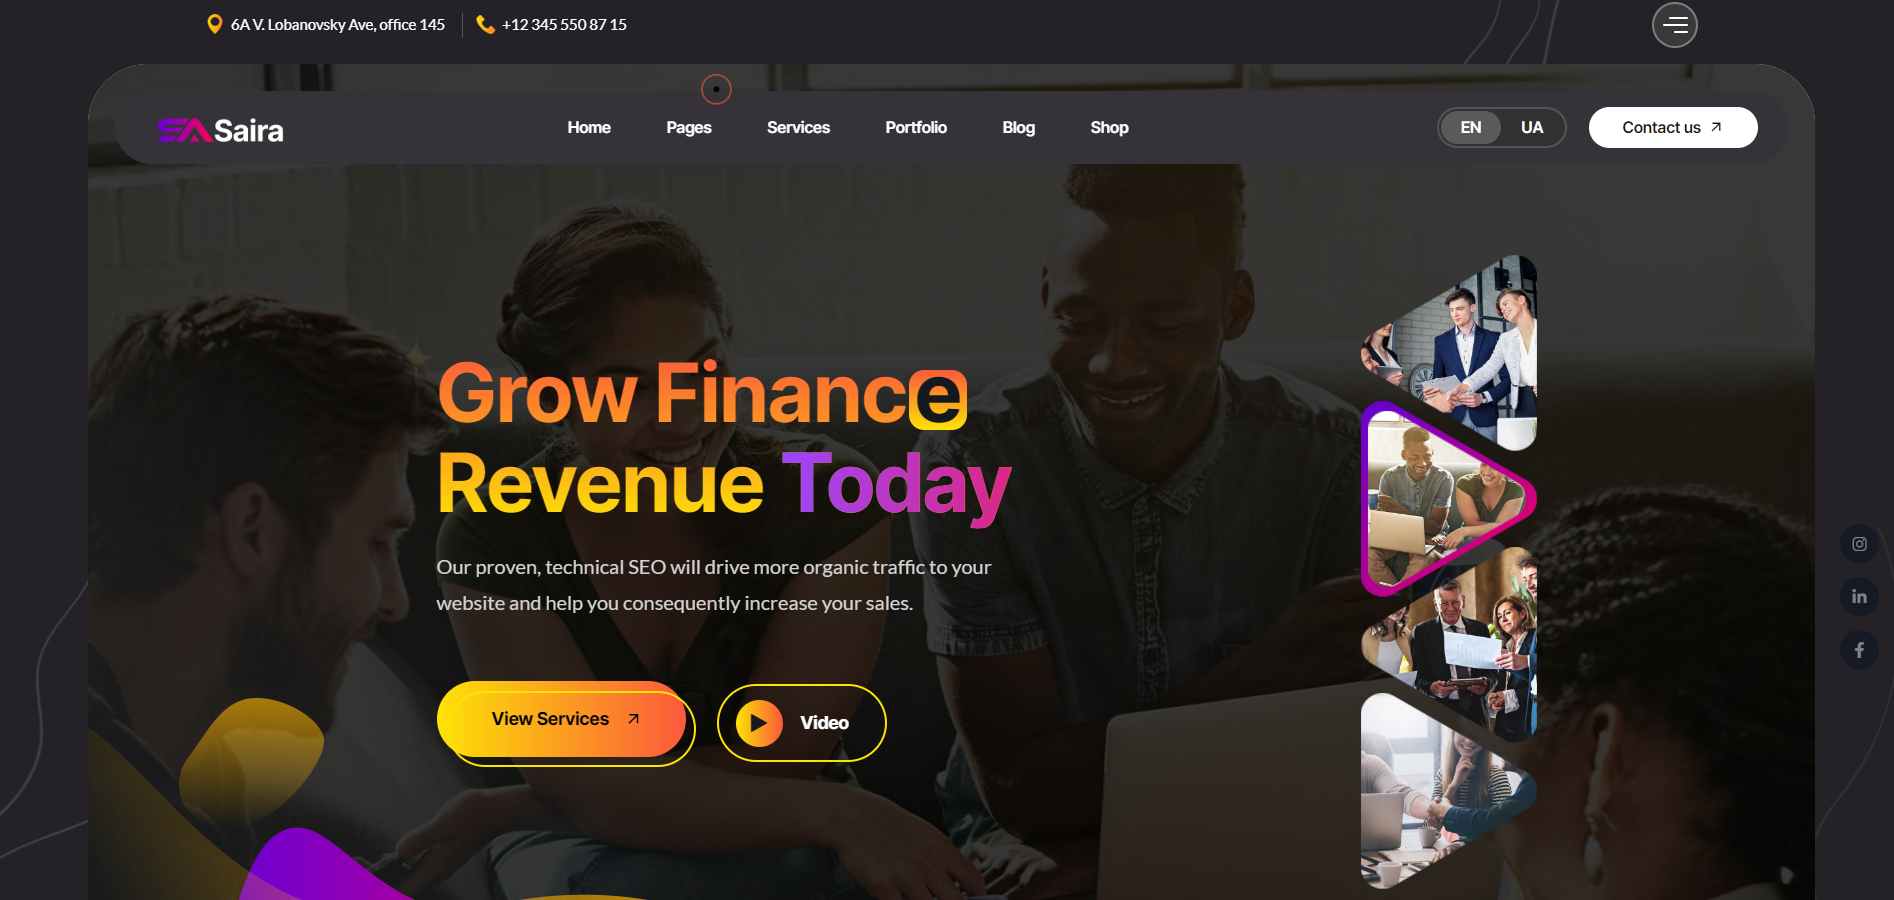 6A V. Lobanovsky Ave, office 145
+12 345 550 87 15
SA Saira
Home
Pages
Services
Portfolio
Blog
Shop
EN
UA
Contact us
Grow Finance
Revenue Today
Our proven, technical SEO will drive more organic traffic to your
website and help you consequently increase your sales.
View Services
Video